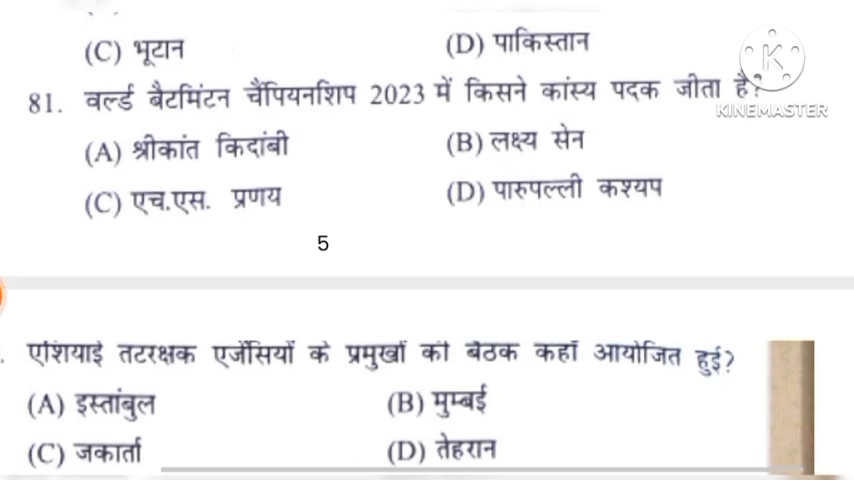 (C) भूटान (D) पाकिस्तान
81. वर्ल्ड बैटमिंटन चैंपियनशिप 2023 में किसने कांस्य पदक जीता है?
(A) श्रीकांत किदांबी (B) लक्ष्य सेन
(C) एच.एस. प्रणय (D) पारुपल्ली कश्यप
K
KINEMASTER
5
एशियाई तटरक्षक एजेंसियों के प्रमुखों की बैठक कहाँ आयोजित हुई?
(A) इस्तांबुल (B) मुम्बई
(C) जकार्ता (D) तेहरान